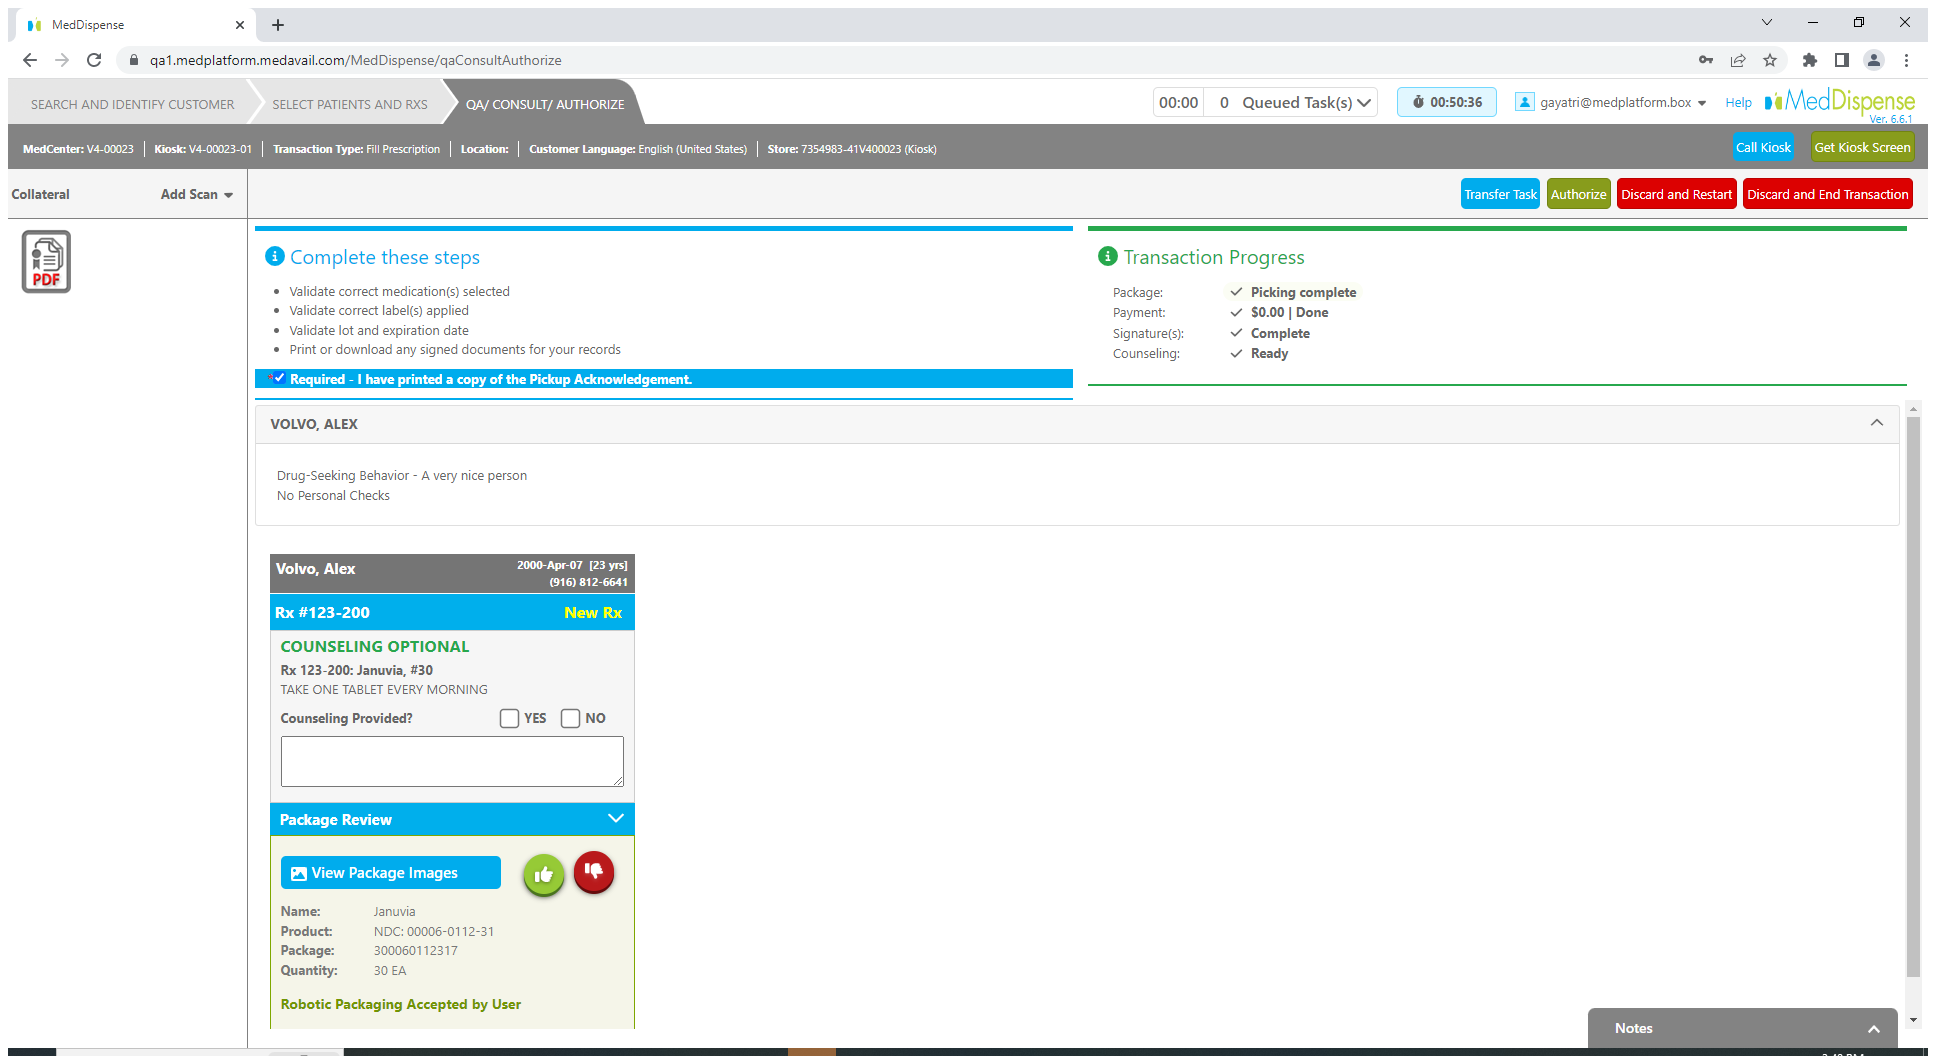 MedDispense
qa1.medplatform.medavail.com/MedDispense/qaConsultAuthorize
SEARCH AND IDENTIFY CUSTOMER
SELECT PATIENTS AND RXS
QA/ CONSULT/ AUTHORIZE
00:00 0 Queued Task(s)
00:50:36
gayatri@medplatform.box
Help
MedDispense
Ver. 6.6.1
MedCenter: V4-00023 Kiosk: V4-00023-01 Transaction Type: Fill Prescription Location: Customer Language: English (United States) Store: 7354983-41V400023 (Kiosk)
Call Kiosk
Get Kiosk Screen
Collateral
Add Scan
Transfer Task
Authorize
Discard and Restart
Discard and End Transaction
PDF
Complete these steps
Validate correct medication(s) selected
Validate correct label(s) applied
Validate lot and expiration date
Print or download any signed documents for your records
* Required - I have printed a copy of the Pickup Acknowledgement.
Transaction Progress
Package: Picking complete
Payment: $0.00 | Done
Signature(s): Complete
Counseling: Ready
VOLVO, ALEX
Drug-Seeking Behavior - A very nice person
No Personal Checks
Volvo, Alex
2000-Apr-07 [23 yrs]
(916) 812-6641
Rx #123-200 New Rx
COUNSELING OPTIONAL
Rx 123-200: Januvia, #30
TAKE ONE TABLET EVERY MORNING
Counseling Provided? YES NO
Package Review
View Package Images
Name: Januvia
Product: NDC: 00006-0112-31
Package: 300060112317
Quantity: 30 EA
Robotic Packaging Accepted by User
Notes